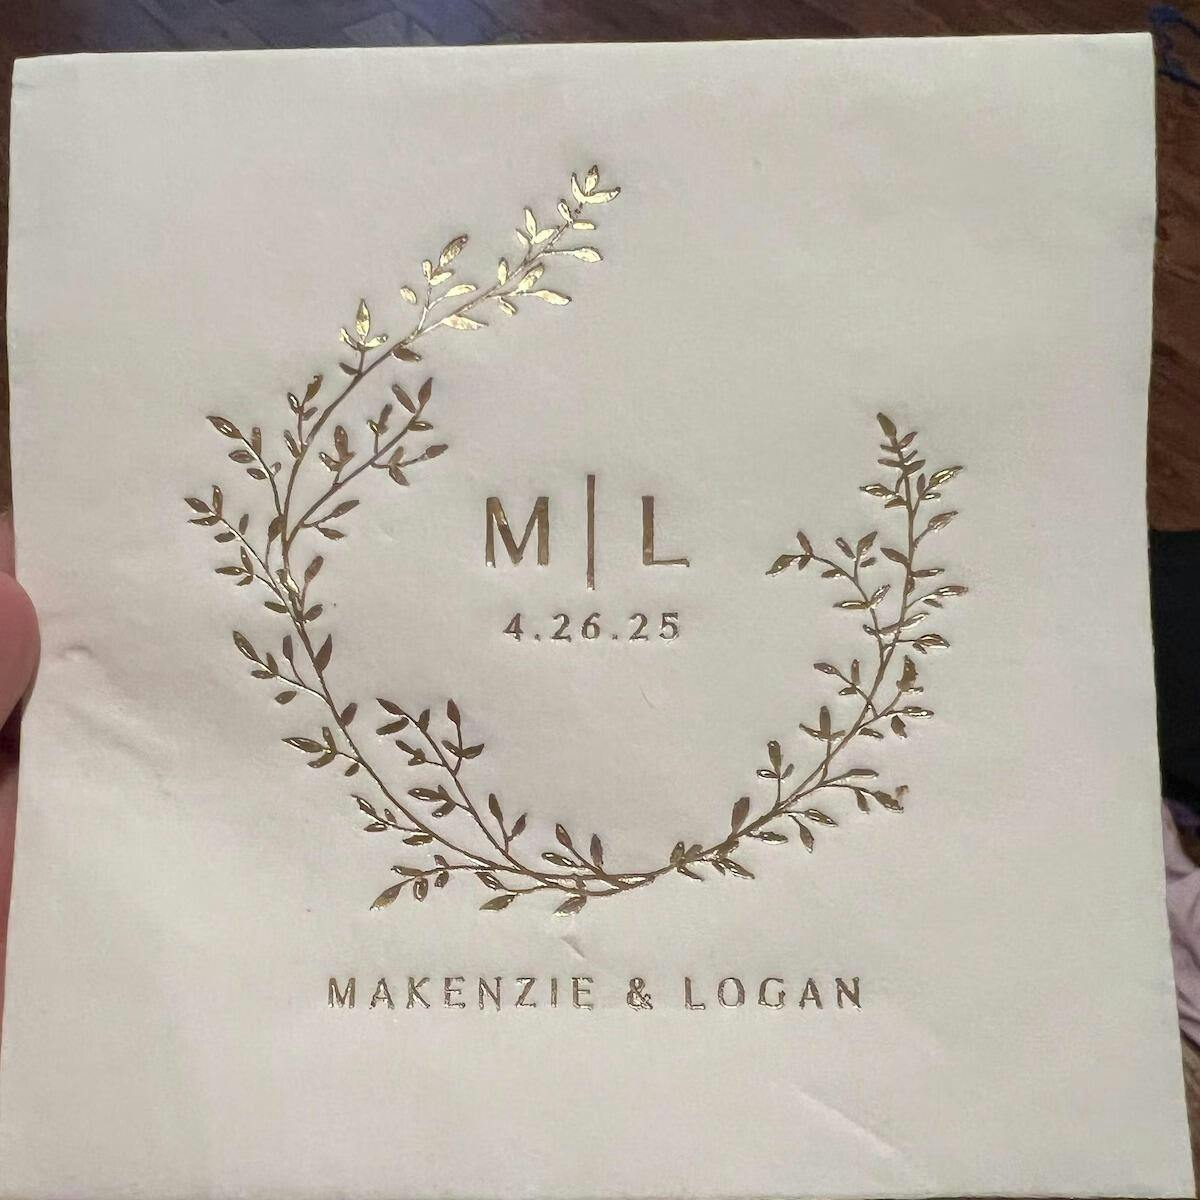 M|L
4.26.25
MAKENZIE & LOGAN